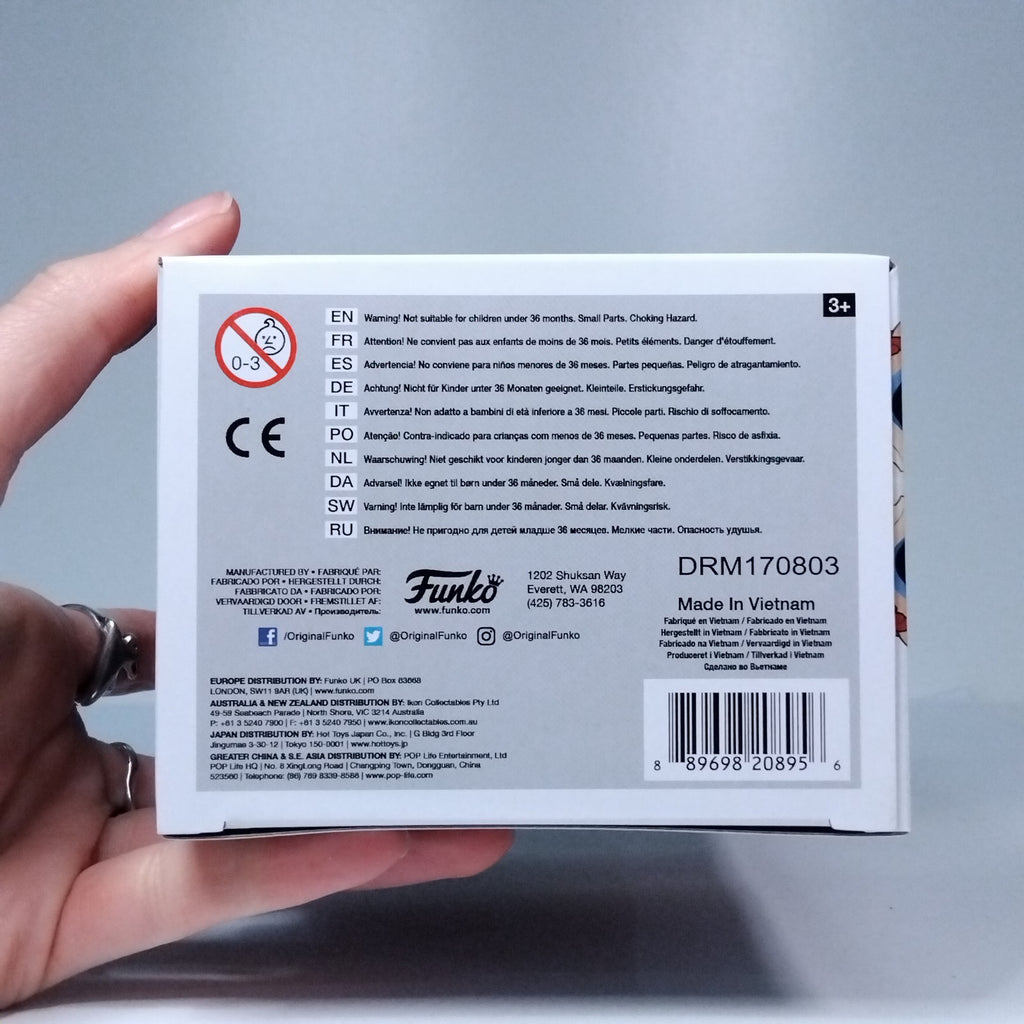 3+
0-3
CE
EN Warning! Not suitable for children under 36 months. Small Parts. Choking Hazard.
FR Attention! Ne convient pas aux enfants de moins de 36 mois. Petits éléments. Danger d'étouffement.
ES Advertencia! No conviene para niños menores de 36 meses. Partes pequeñas. Peligro de atragantamiento.
DE Achtung! Nicht für Kinder unter 36 Monaten geeignet. Kleinteile. Erstickungsgefahr.
IT Avvertenza! Non adatto a bambini di età inferiore a 36 mesi. Piccole parti. Rischio di soffocamento.
PO Atenção! Contra-indicado para crianças com menos de 36 meses. Pequenas partes. Risco de asfixia.
NL Waarschuwing! Niet geschikt voor kinderen jonger dan 36 maanden. Kleine onderdelen. Verstikkingsgevaar.
DA Advarsel! Ikke egnet til børn under 36 måneder. Små dele. Kvælningsfare.
SW Varning! Inte lämplig för barn under 36 månader. Små delar. Kvävningsrisk.
RU Внимание! Не пригодно для детей младше 36 месяцев. Мелкие части. Опасность удушья.
MANUFACTURED BY • FABRIQUÉ PAR:
FABRICADO POR • HERGESTELLT DURCH:
FABBRICATO DA • FABRICADO POR:
VERVAARDIGD DOOR • FREMSTILLET AF:
TILLVERKAD AV • Производитель:
Funko
www.funko.com
1202 Shuksan Way
Everett, WA 98203
(425) 783-3616
/OriginalFunko @OriginalFunko @OriginalFunko
DRM170803
Made In Vietnam
Fabriqué en Vietnam / Fabricado en Vietnam
Hergestellt in Vietnam / Fabbricato in Vietnam
Fabricado na Vietnam / Vervaardigd in Vietnam
Produceret i Vietnam / Tillverkad i Vietnam
Сделано во Вьетнаме
EUROPE DISTRIBUTION BY: Funko UK | PO Box 63668
LONDON, SW11 9AR (UK) | www.funko.com
AUSTRALIA & NEW ZEALAND DISTRIBUTION BY: Ikon Collectables Pty Ltd
49-59 Seabeach Parade | North Shore, VIC 3214 Australia
P: +61 3 5240 7900 | F: +61 3 5240 7950 | www.ikoncollectables.com.au
JAPAN DISTRIBUTION BY: Hot Toys Japan Co., Inc. | G Bldg 3rd Floor
Jingumae 3-30-12 | Tokyo 150-0001 | www.hottoys.jp
GREATER CHINA & S.E. ASIA DISTRIBUTION BY: POP Life Entertainment, Ltd
POP Life HQ | No. 8 XingLong Road | Changping Town, Dongguan, China
523560 | Telephone: (86) 769 8339-8588 | www.pop-life.com
8 89698 20895 6